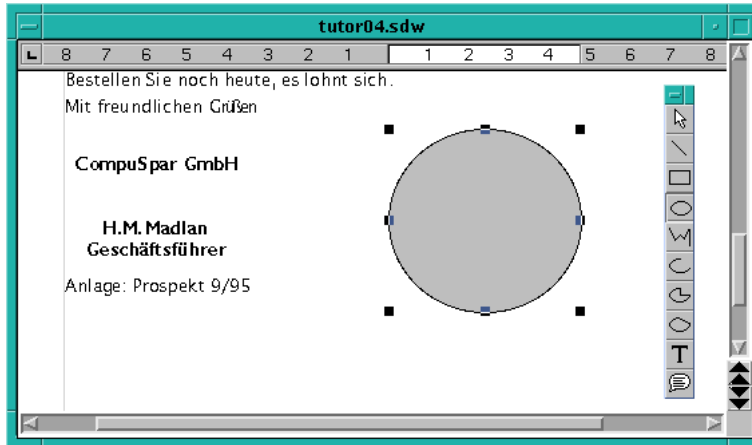 tutor04.sdw
8 7 6 5 4 3 2 1 1 2 3 4 5 6 7 8
Bestellen Sie noch heute, es lohnt sich.
Mit freundlichen Grüßen
CompuSpar GmbH
H.M. Madlan
Geschäftsführer
Anlage: Prospekt 9/95
T